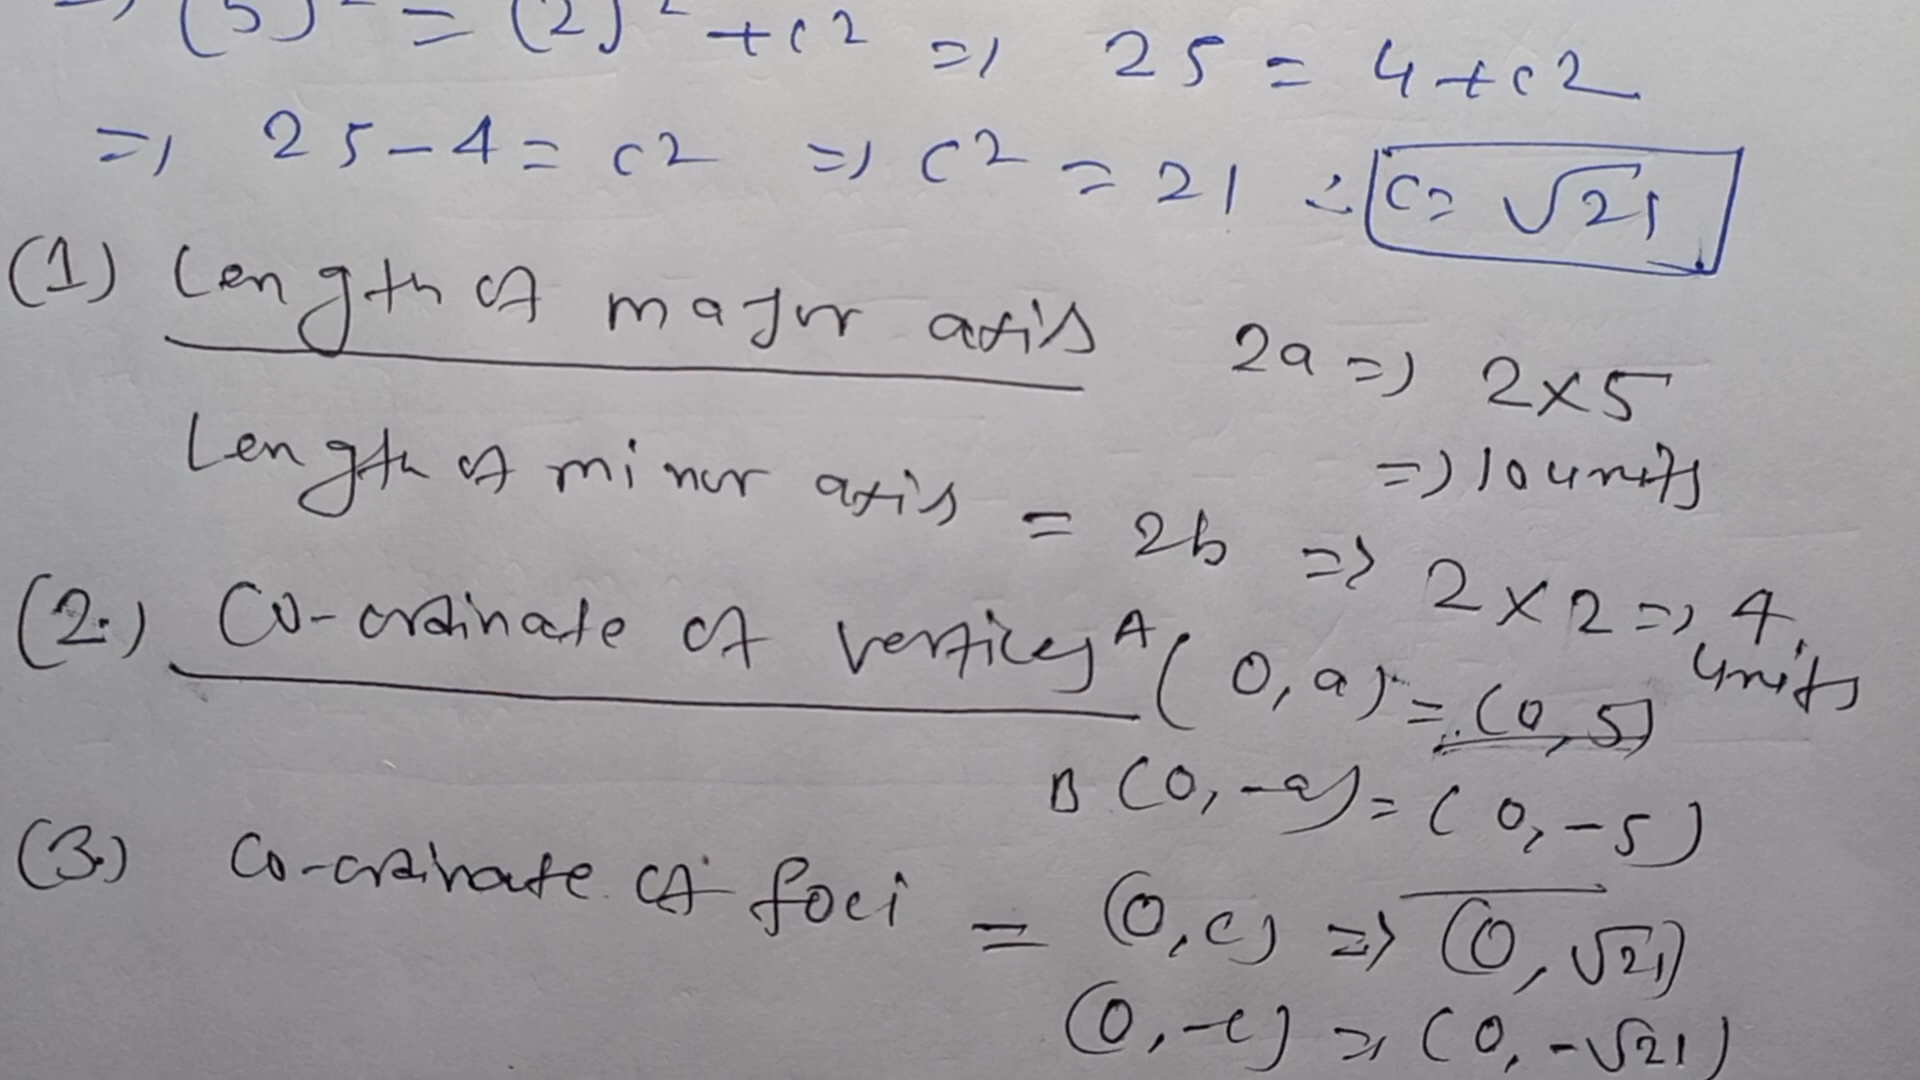 => (5)² = (2)² + c2 => 25 = 4 + c2
=> 25 - 4 = c2 => c2 = 21 ∴ c = √21
(1) Length of major axis 2a => 2×5
=> 10 units
Length of minor axis = 2b => 2×2 => 4 units
(2.) Co-ordinate of vertices A (0, a) = (0, 5)
B (0, -a) = (0, -5)
(3.) Co-ordinate of foci = (0, c) => (0, √21)
(0, -c) => (0, -√21)